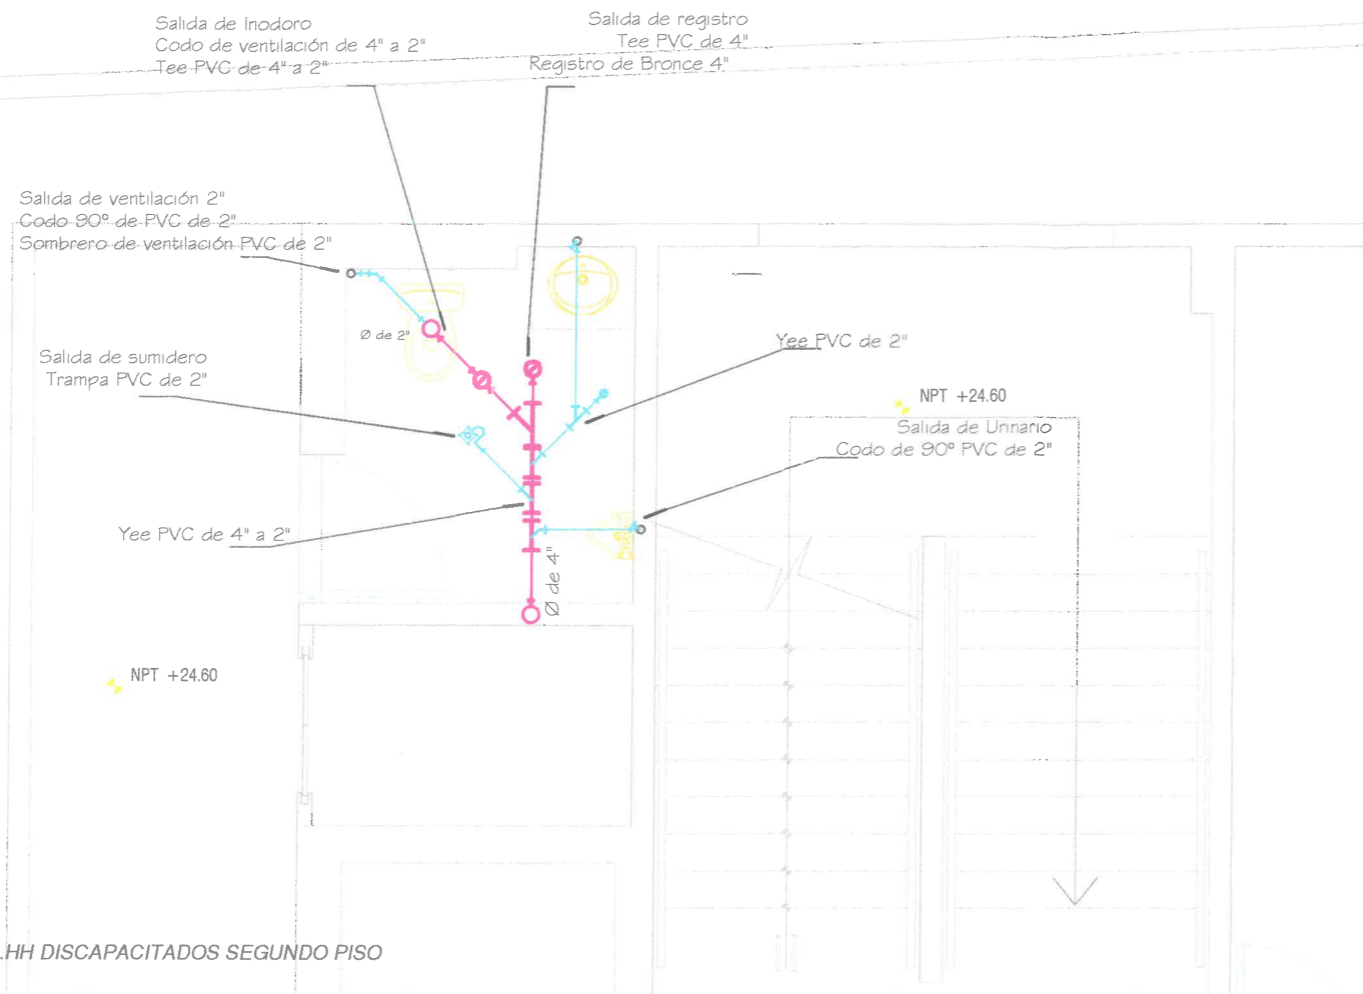 Salida de Inodoro
Codo de ventilación de 4" a 2"
Tee PVC de 4" a 2"
Salida de registro
Tee PVC de 4"
Registro de Bronce 4"
Salida de ventilación 2"
Codo 90° de PVC de 2"
Sombrero de ventilación PVC de 2"
Ø de 2"
Salida de sumidero
Trampa PVC de 2"
Yee PVC de 2"
NPT +24.60
Salida de Urinario
Codo de 90° PVC de 2"
Yee PVC de 4" a 2"
Ø de 4"
NPT +24.60
.HH DISCAPACITADOS SEGUNDO PISO